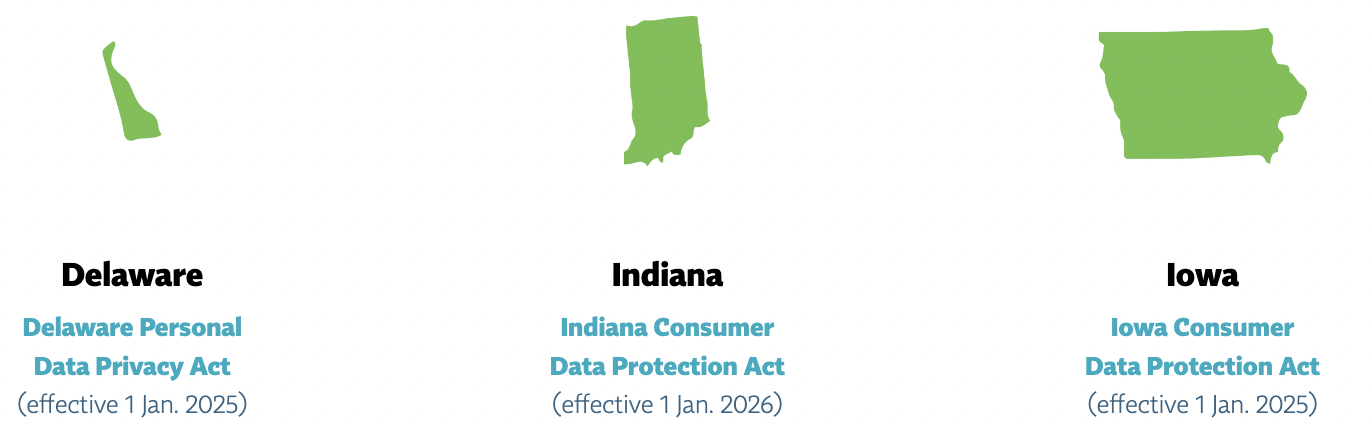 Delaware
Delaware Personal
Data Privacy Act
(effective 1 Jan. 2025)
Indiana
Indiana Consumer
Data Protection Act
(effective 1 Jan. 2026)
Iowa
Iowa Consumer
Data Protection Act
(effective 1 Jan. 2025)